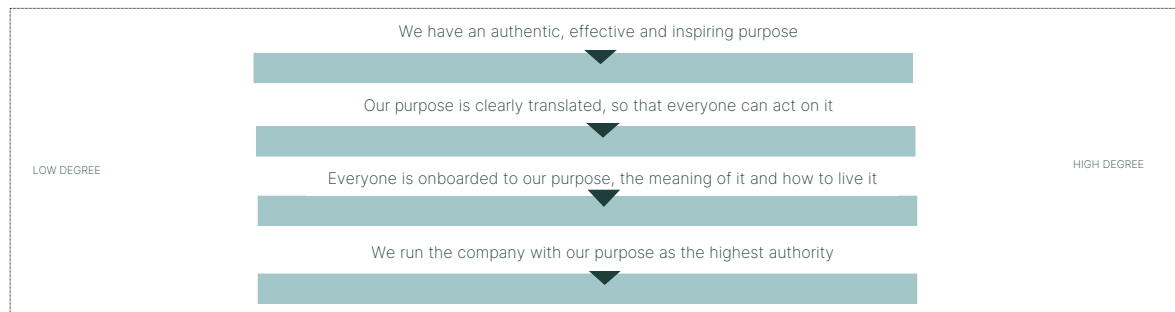 We have an authentic, effective and inspiring purpose
Our purpose is clearly translated, so that everyone can act on it
LOW DEGREE
HIGH DEGREE
Everyone is onboarded to our purpose, the meaning of it and how to live it
We run the company with our purpose as the highest authority